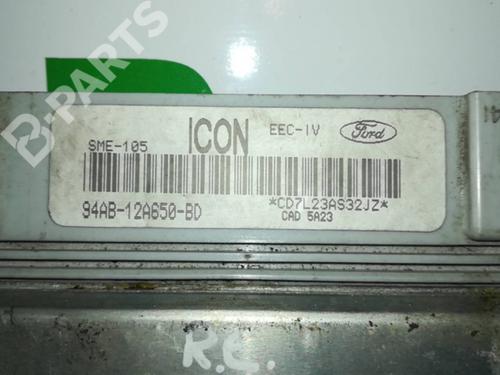 B-PARTS
SME-105 ICON EEC-IV Ford
94AB-12A650-BD *CD7L23AS32JZ*
CAD 5A23
R.C.